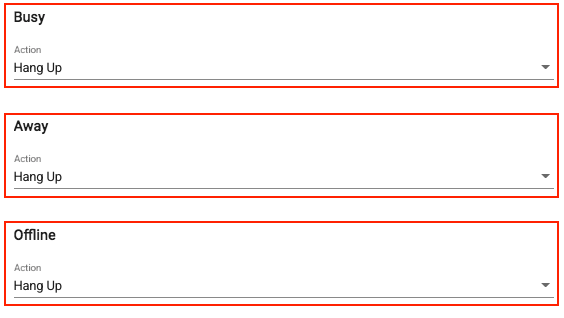 Busy
Action
Hang Up
Away
Action
Hang Up
Offline
Action
Hang Up